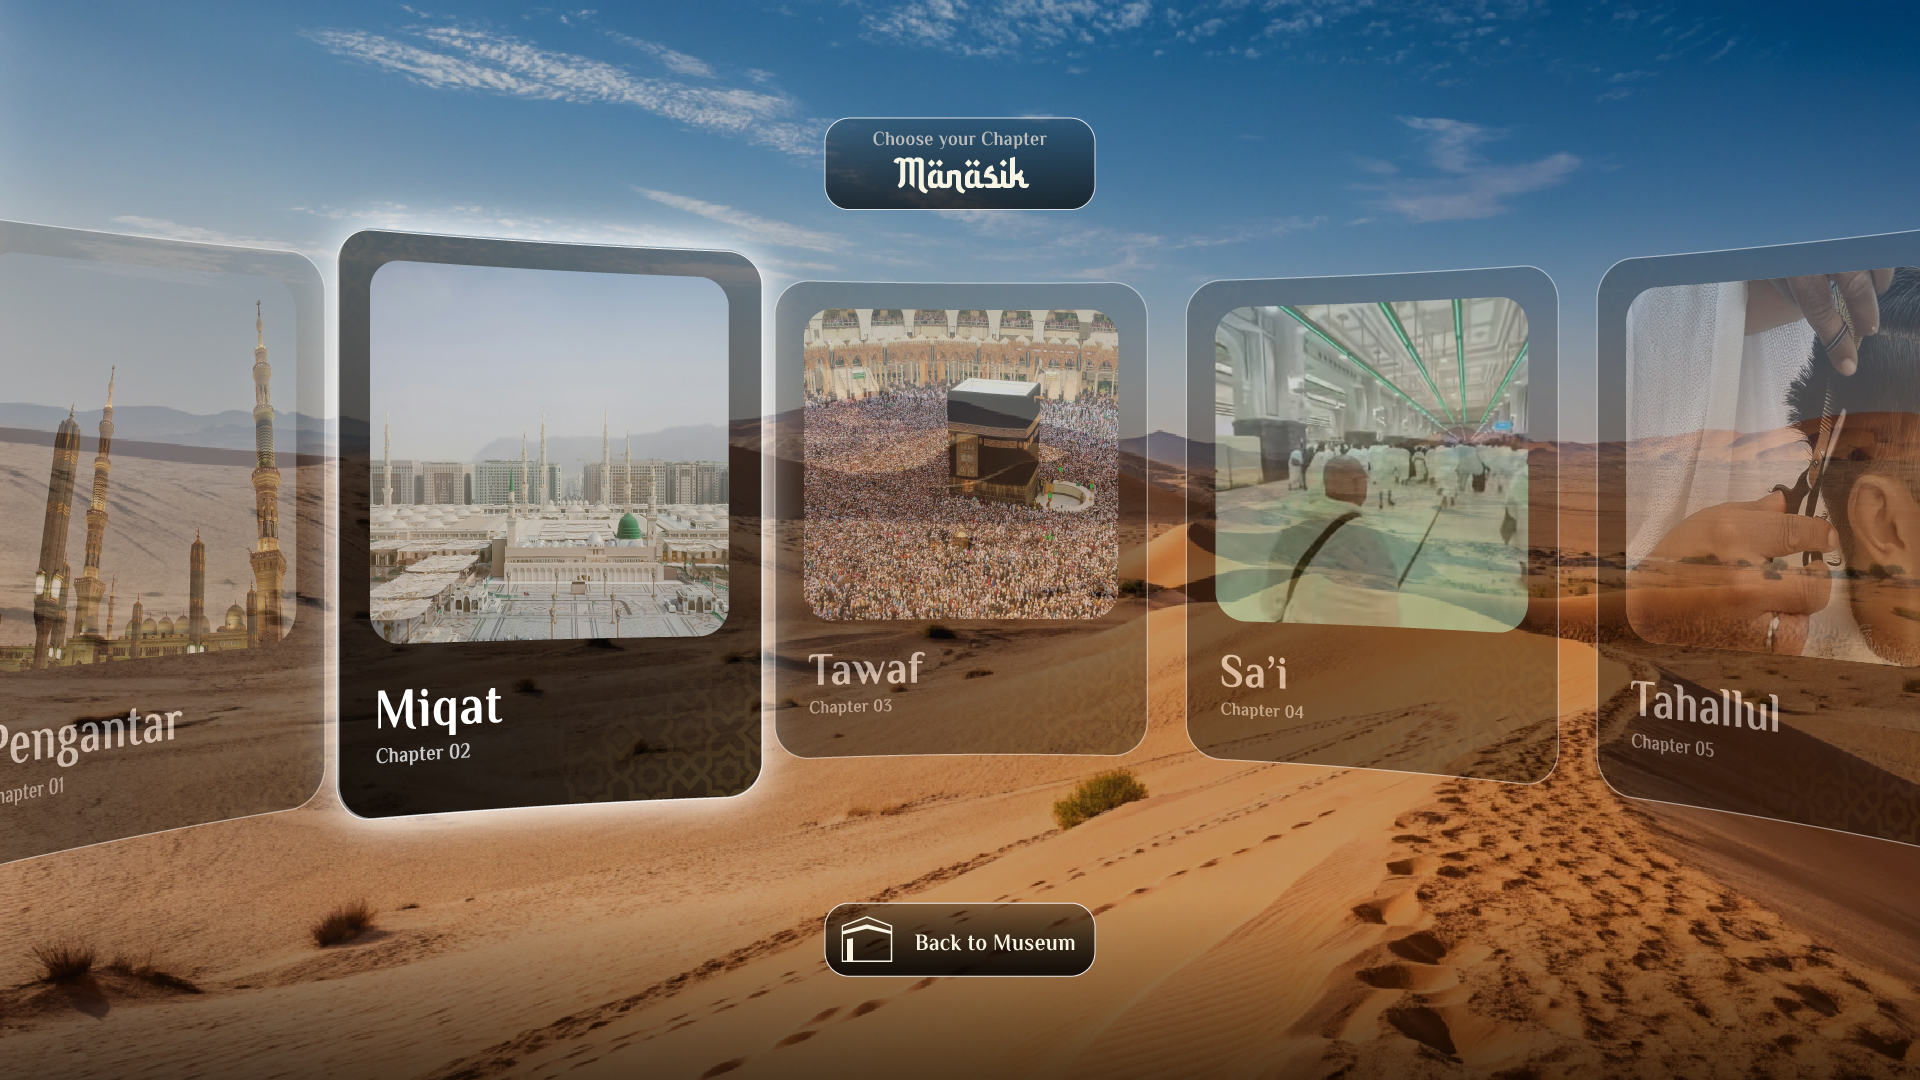 Choose your Chapter
Mänäsik
Pengantar
Chapter 01
Miqat
Chapter 02
Tawaf
Chapter 03
Sa’i
Chapter 04
Tahallul
Chapter 05
Back to Museum